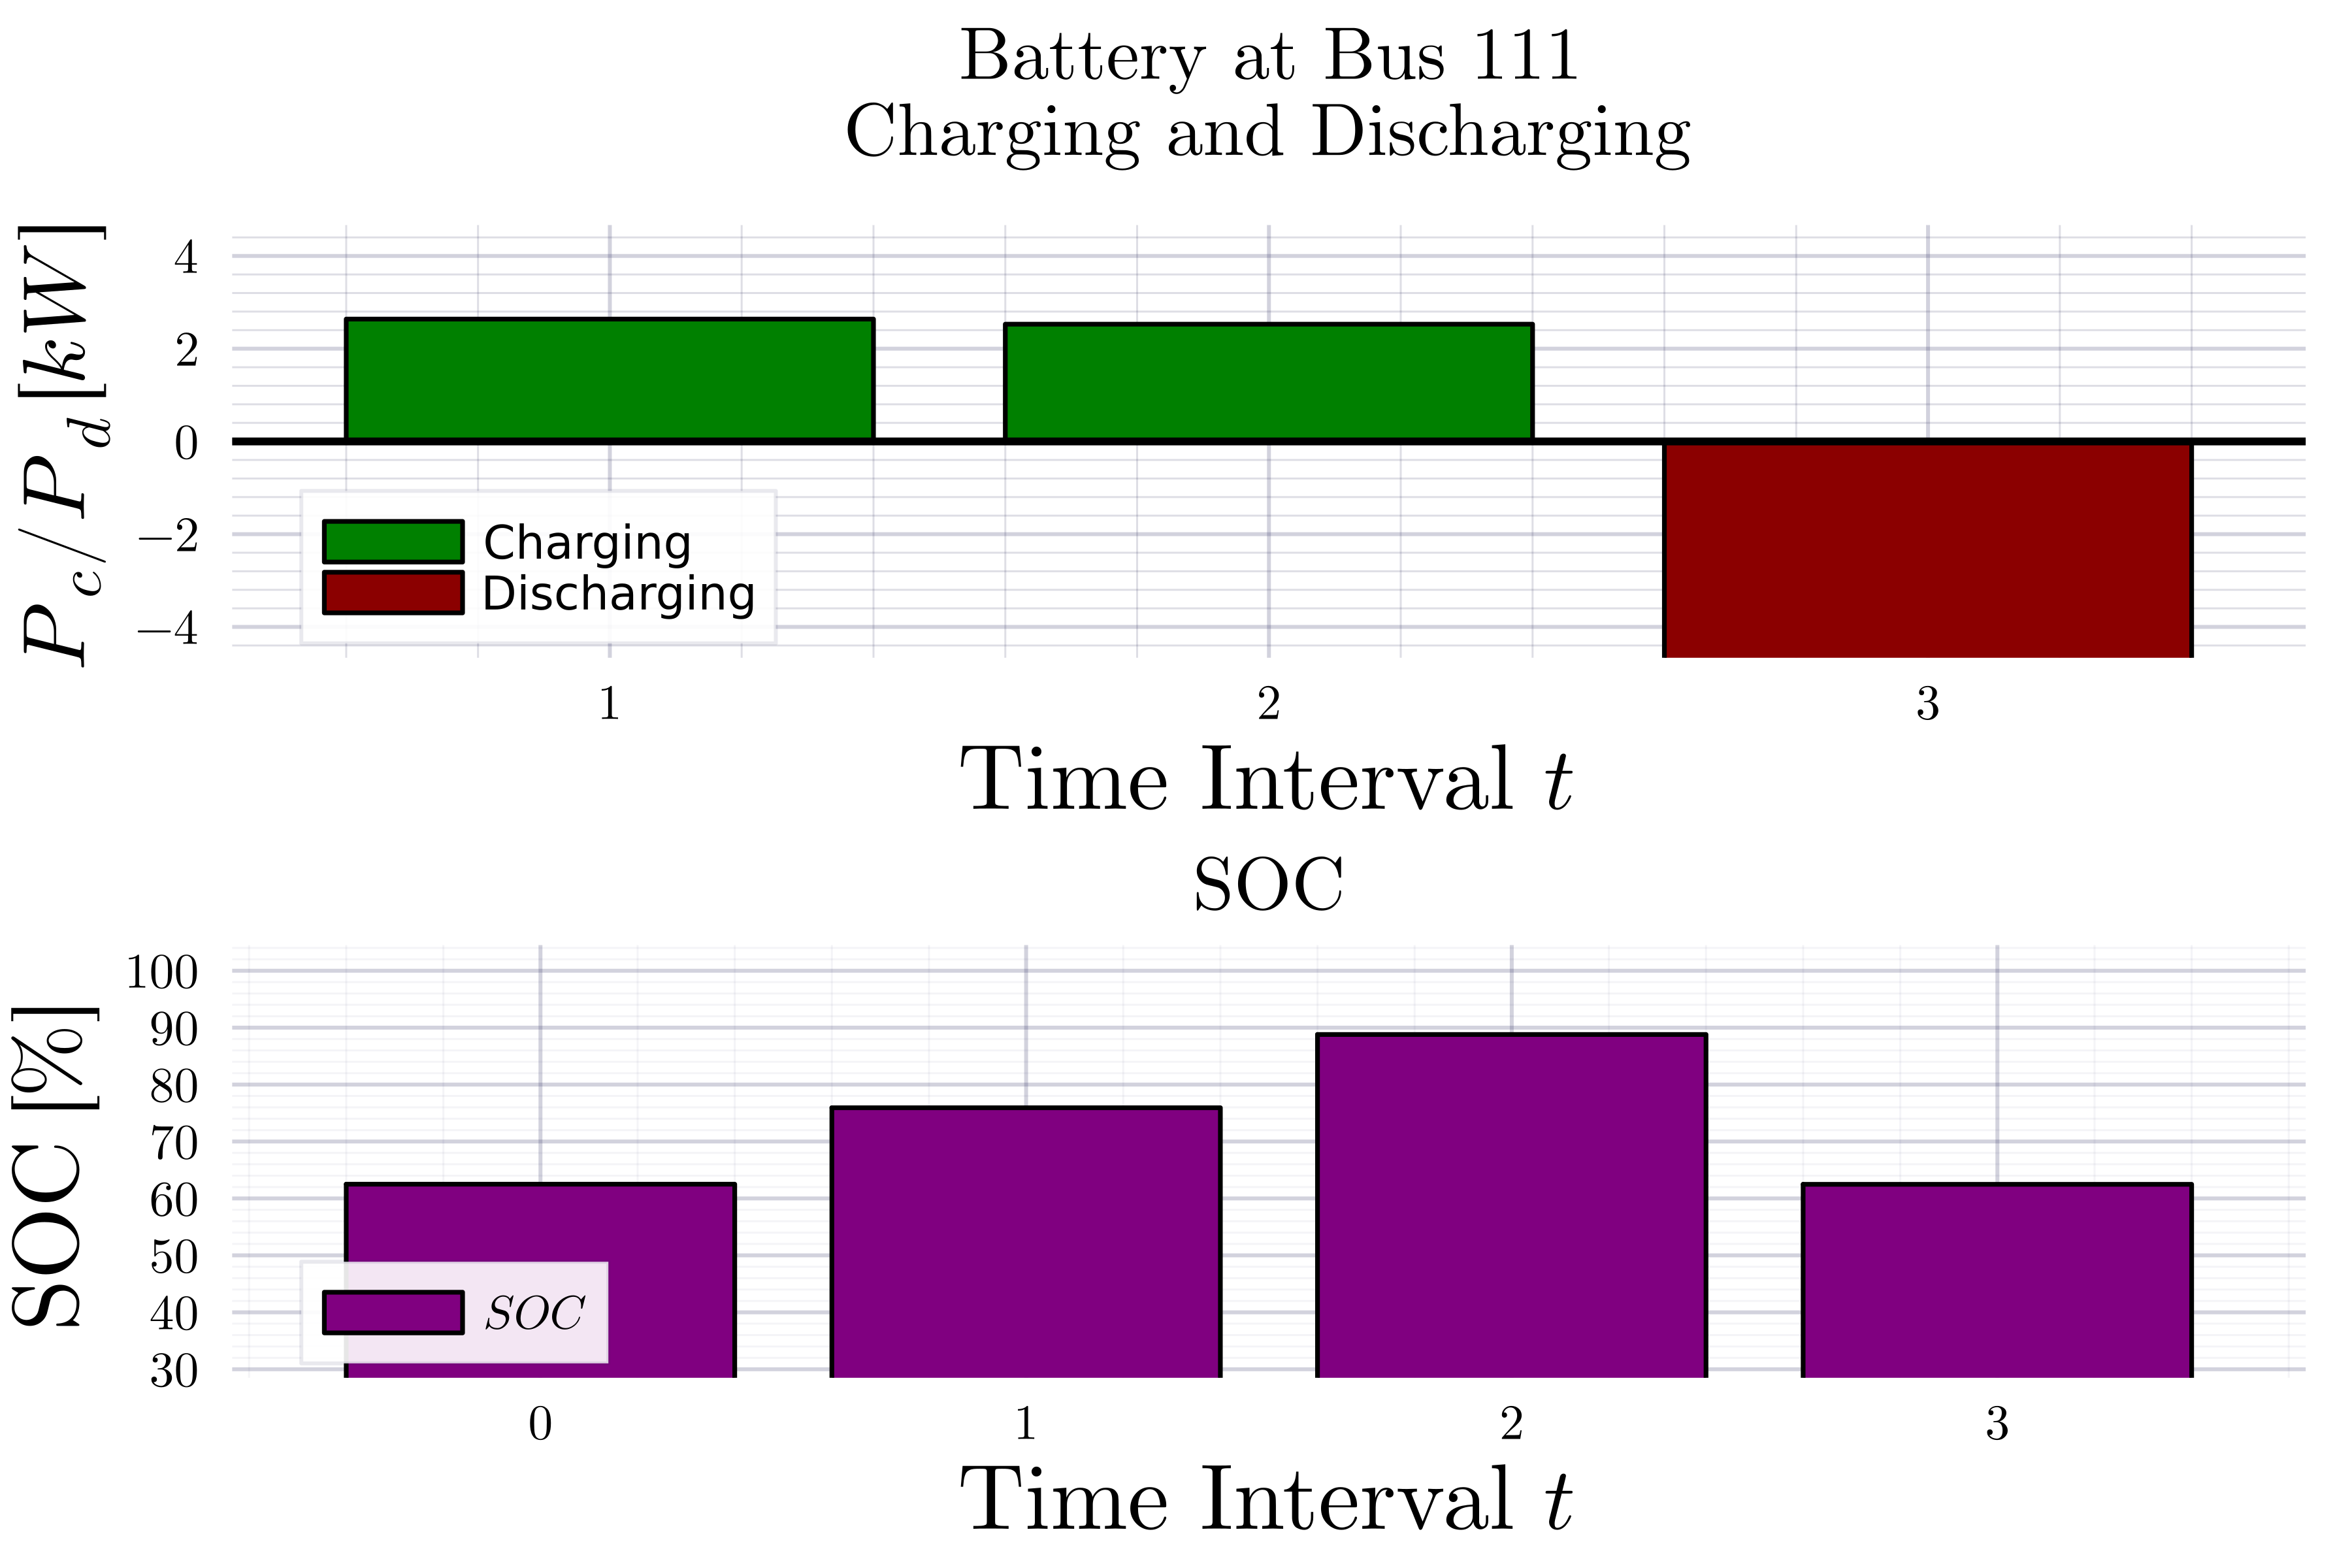 Battery at Bus 111
Charging and Discharging
P_c/P_d [kW]
4
2
0
−2
−4
Charging
Discharging
1 2 3
Time Interval t
SOC
SOC [%]
100
90
80
70
60
50
40
30
SOC
0 1 2 3
Time Interval t